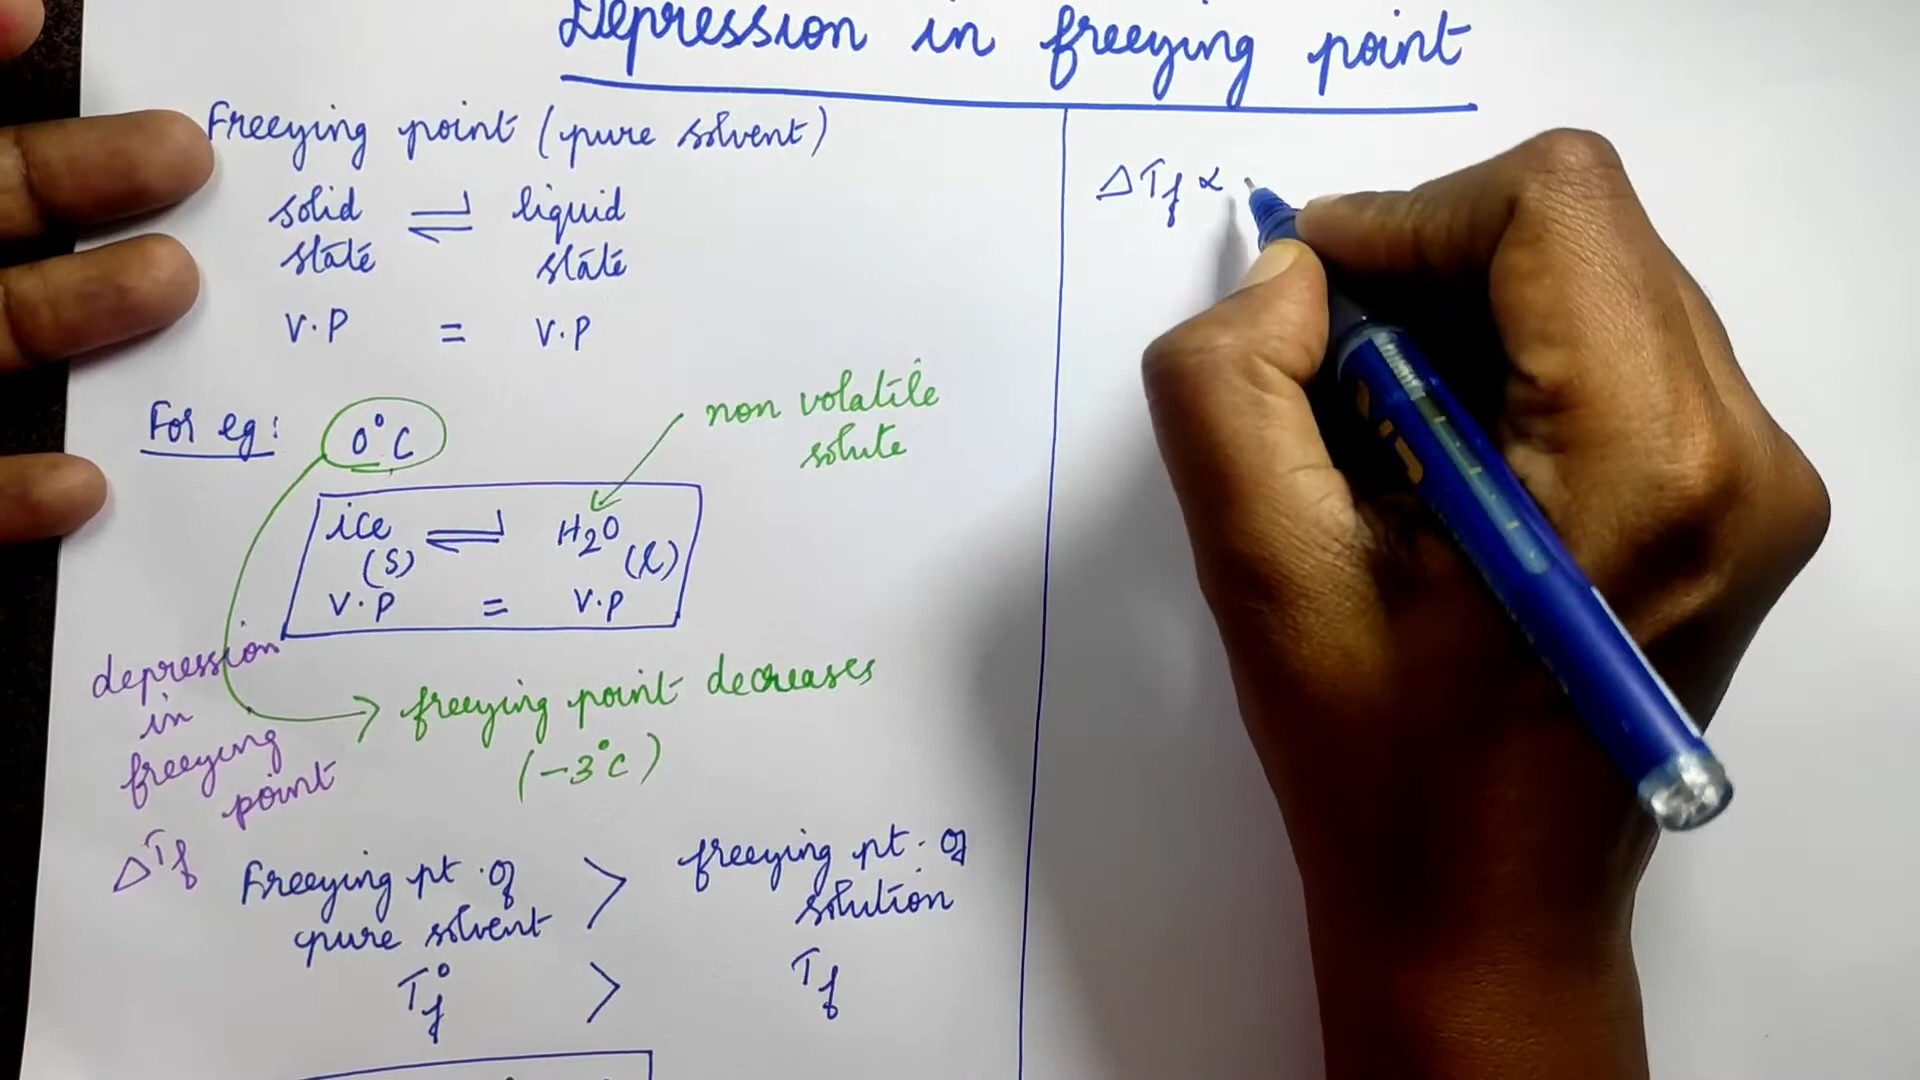 Depression in freezing point
Freezing point (pure solvent)
solid ⇌ liquid
state state
V.P = V.P
For eg: 0°C
non volatile
solute
ice ⇌ H2O
(s) (l)
V.P = V.P
depression
in
freezing
point
ΔTf
freezing point decreases
(-3°C)
Freezing pt. of > freezing pt. of
pure solvent solution
Tf° > Tf
ΔTf ∝